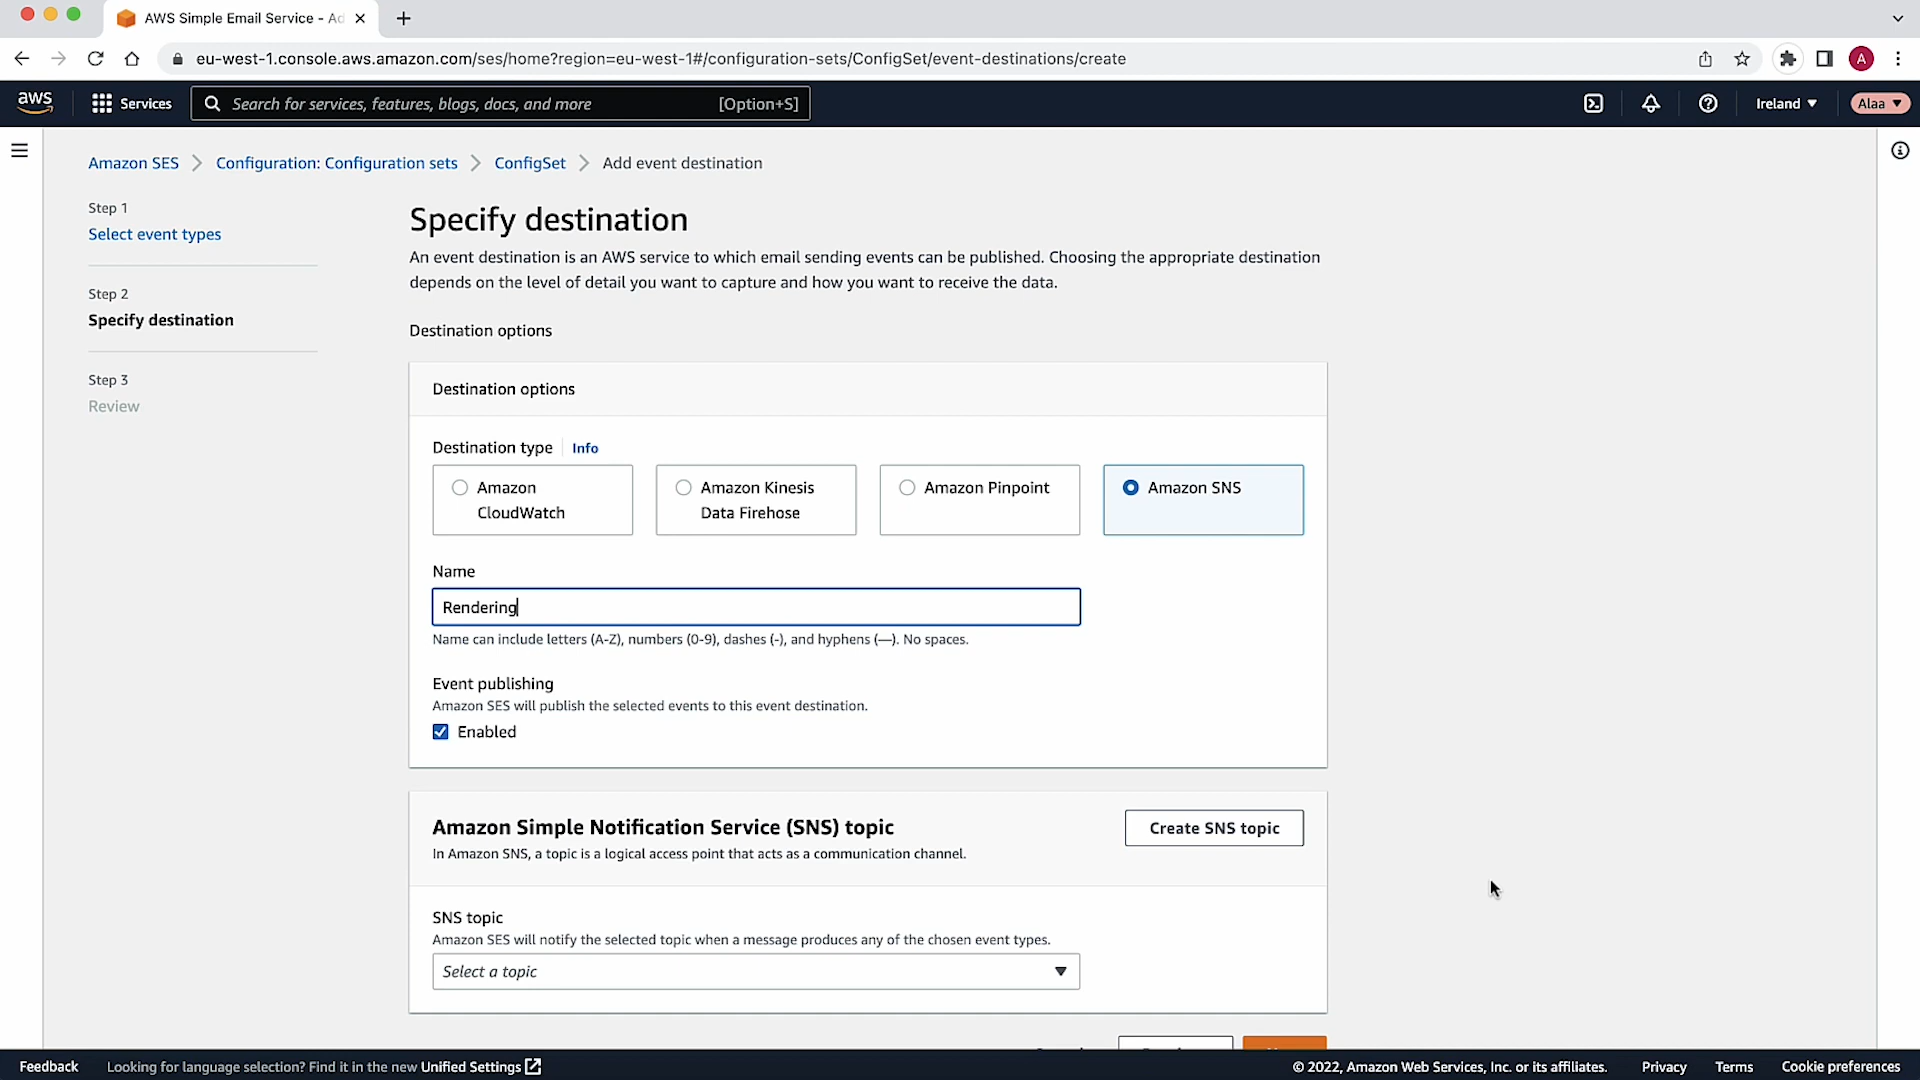 AWS Simple Email Service - Ad
eu-west-1.console.aws.amazon.com/ses/home?region=eu-west-1#/configuration-sets/ConfigSet/event-destinations/create
A
aws
Services
Search for services, features, blogs, docs, and more [Option+S]
Ireland
Alaa
Amazon SES
Configuration: Configuration sets
ConfigSet
Add event destination
Step 1
Select event types
Step 2
Specify destination
Step 3
Review
Specify destination
An event destination is an AWS service to which email sending events can be published. Choosing the appropriate destination
depends on the level of detail you want to capture and how you want to receive the data.
Destination options
Destination options
Destination type
Info
Amazon
CloudWatch
Amazon Kinesis
Data Firehose
Amazon Pinpoint
Amazon SNS
Name
Rendering
Name can include letters (A-Z), numbers (0-9), dashes (-), and hyphens (—). No spaces.
Event publishing
Amazon SES will publish the selected events to this event destination.
Enabled
Amazon Simple Notification Service (SNS) topic
Create SNS topic
In Amazon SNS, a topic is a logical access point that acts as a communication channel.
SNS topic
Amazon SES will notify the selected topic when a message produces any of the chosen event types.
Select a topic
Feedback
Looking for language selection? Find it in the new Unified Settings
© 2022, Amazon Web Services, Inc. or its affiliates.
Privacy
Terms
Cookie preferences